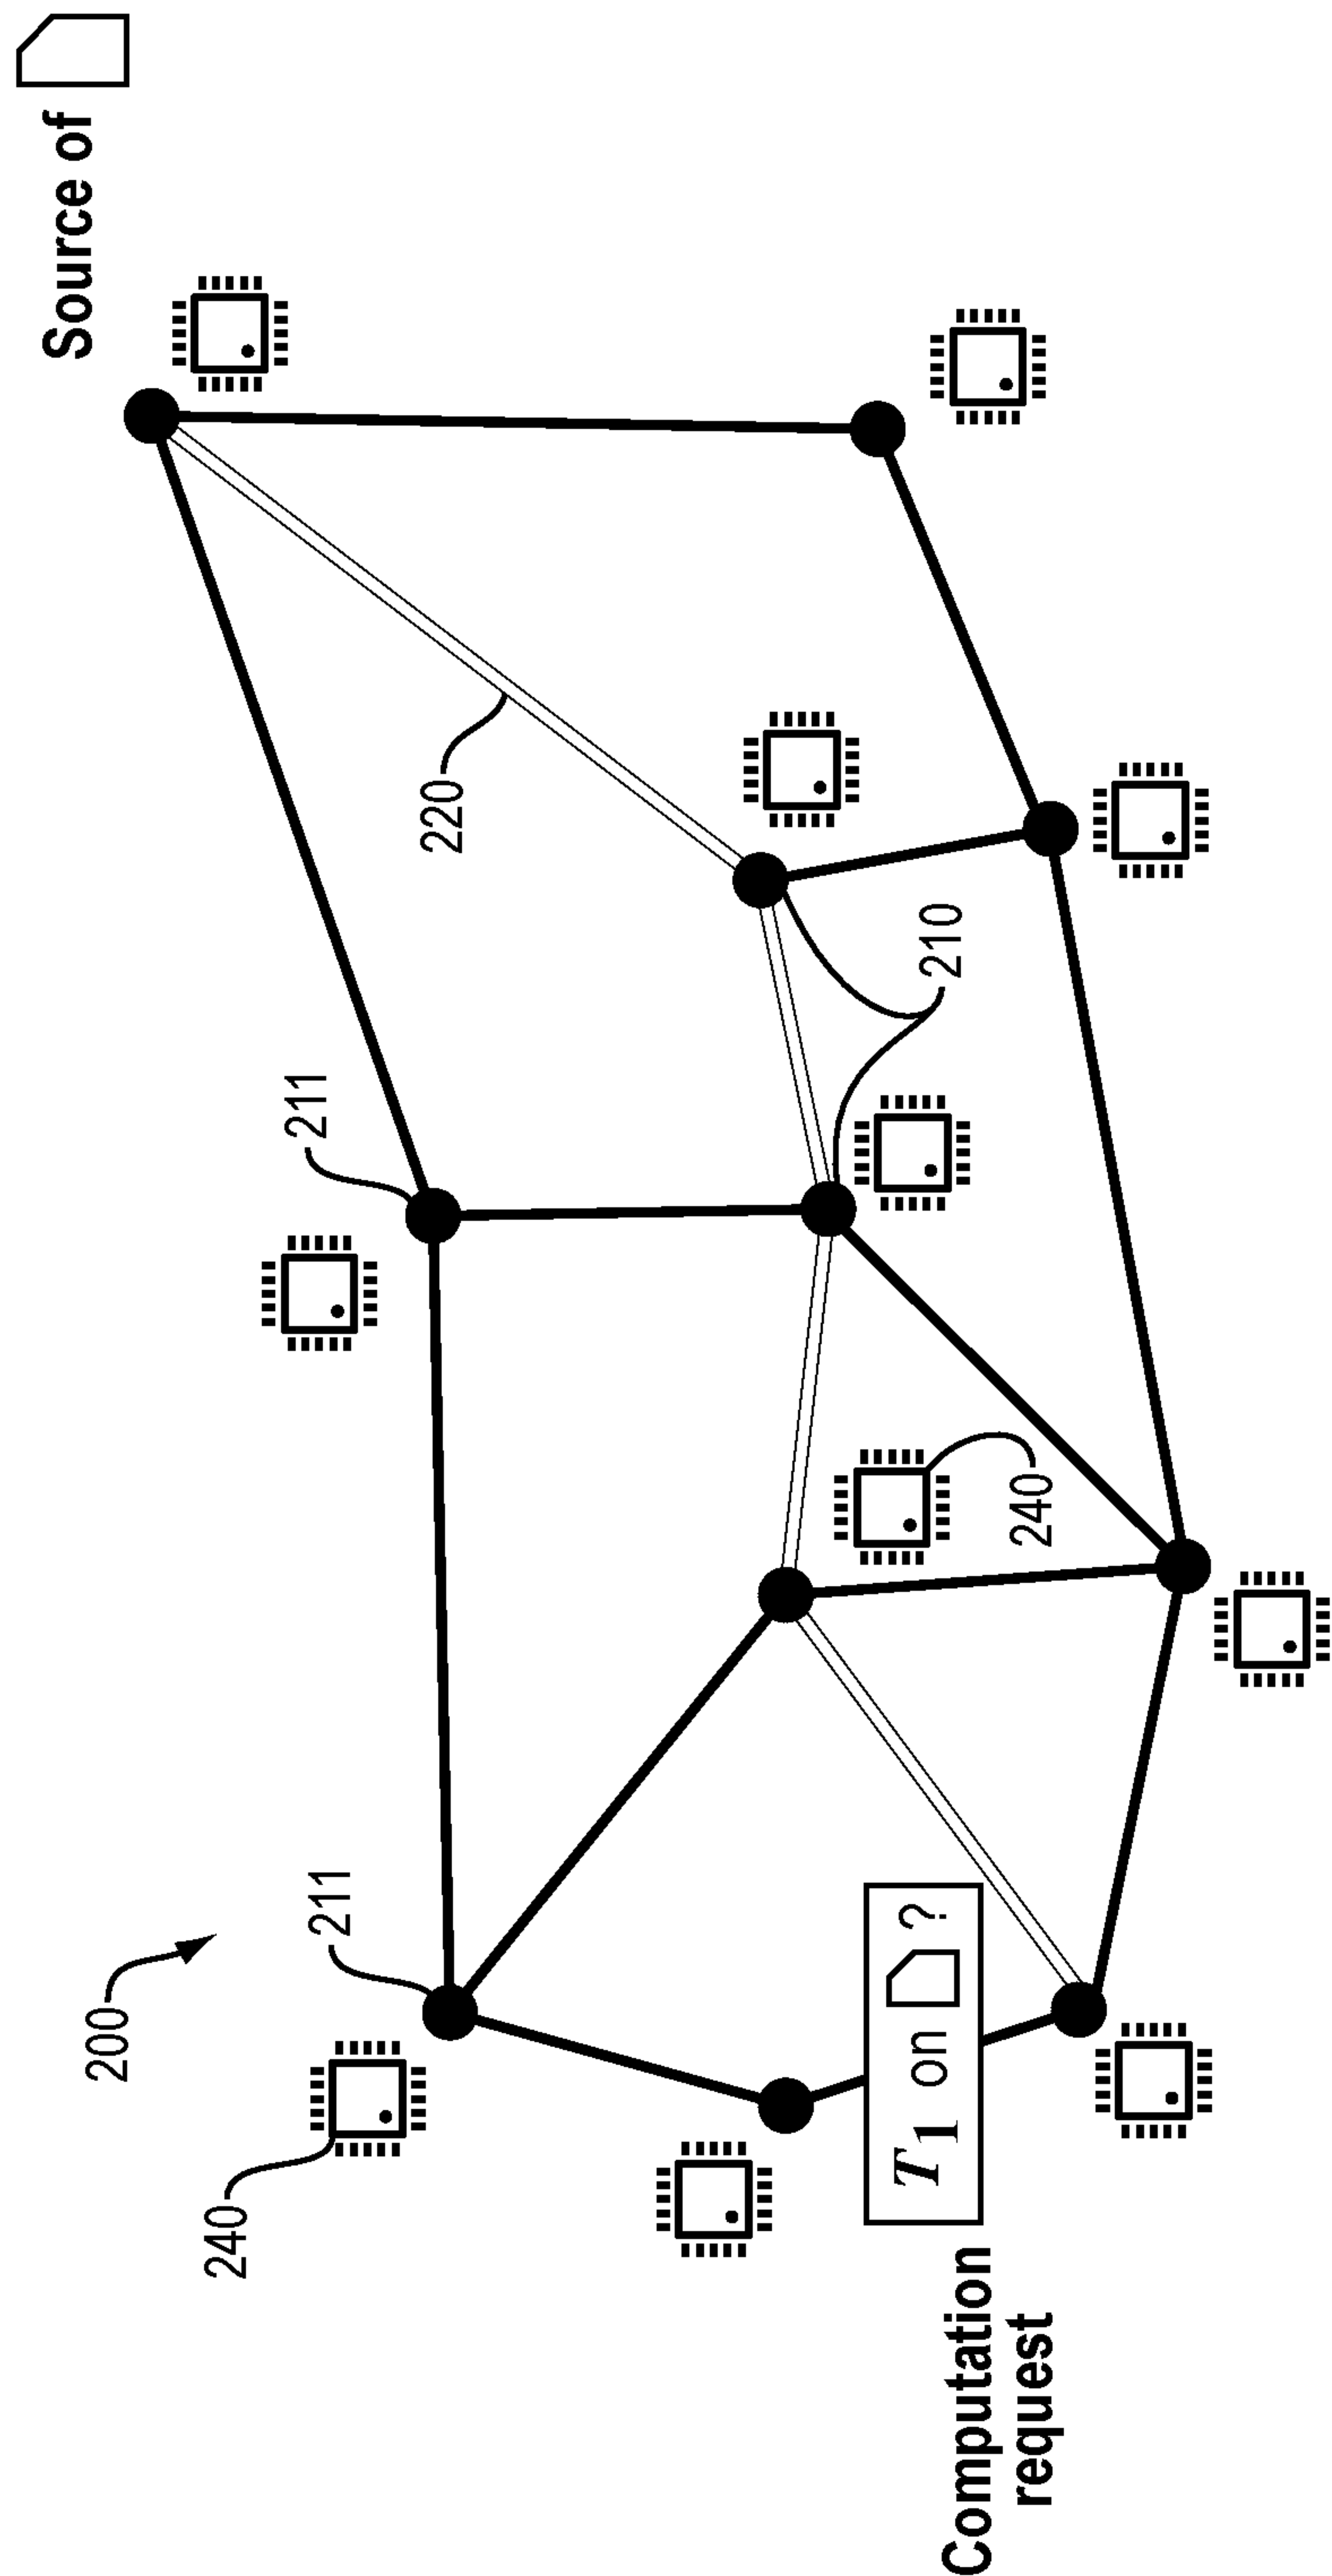 Source of
200
211
211
240
220
210
240
T1 on ?
Computation
request